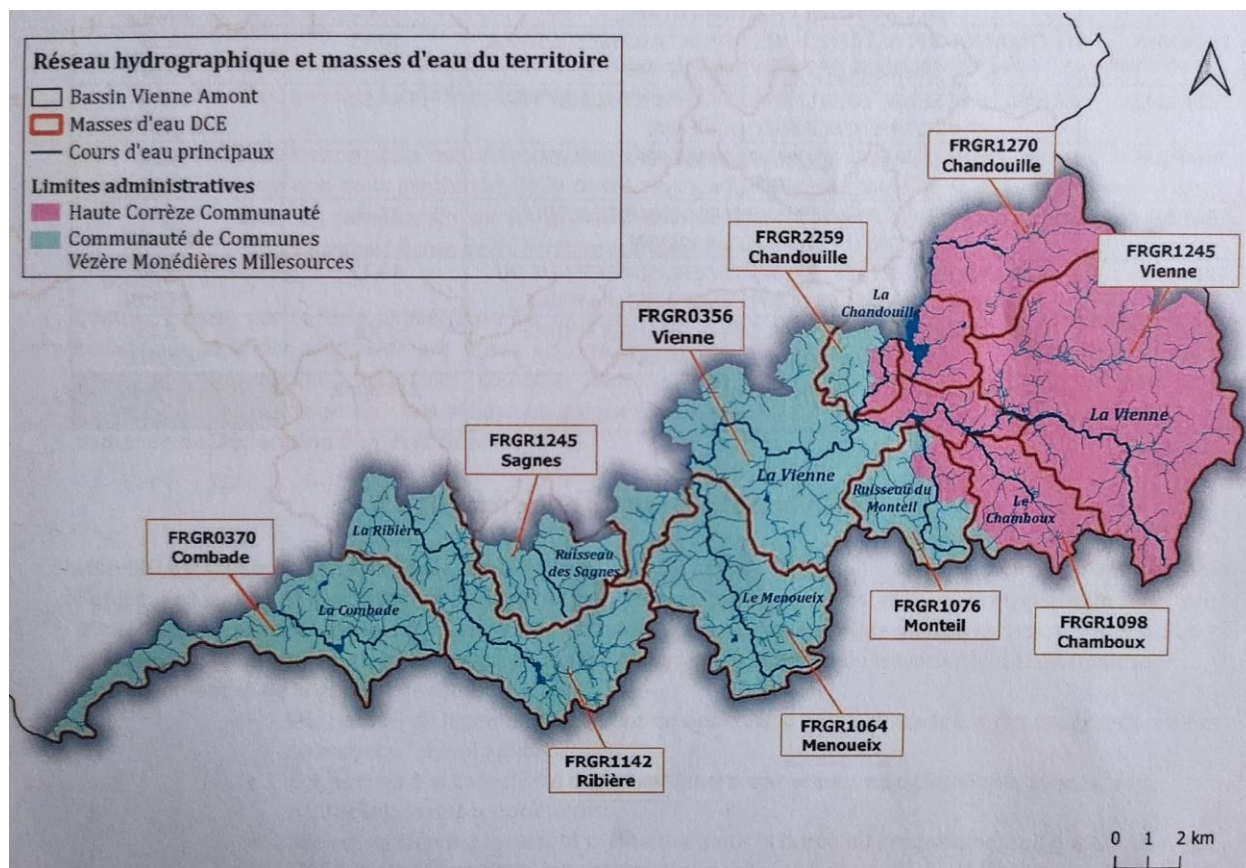 Réseau hydrographique et masses d'eau du territoire
Bassin Vienne Amont
Masses d'eau DCE
Cours d'eau principaux
Limites administratives
Haute Corrèze Communauté
Communauté de Communes
Vézère Monédières Millesources
FRGR1270
Chandouille
FRGR2259
Chandouille
FRGR1245
Vienne
La
Chandouille
FRGR0356
Vienne
La Vienne
FRGR1245
Sagnes
La Vienne
Ruisseau du
Monteil
Le
Chamboux
FRGR0370
Combade
La Ribière
Ruisseau
des Sagnes
La Combade
Le Menoueix
FRGR1076
Monteil
FRGR1098
Chamboux
FRGR1064
Menoueix
FRGR1142
Ribière
0 1 2 km